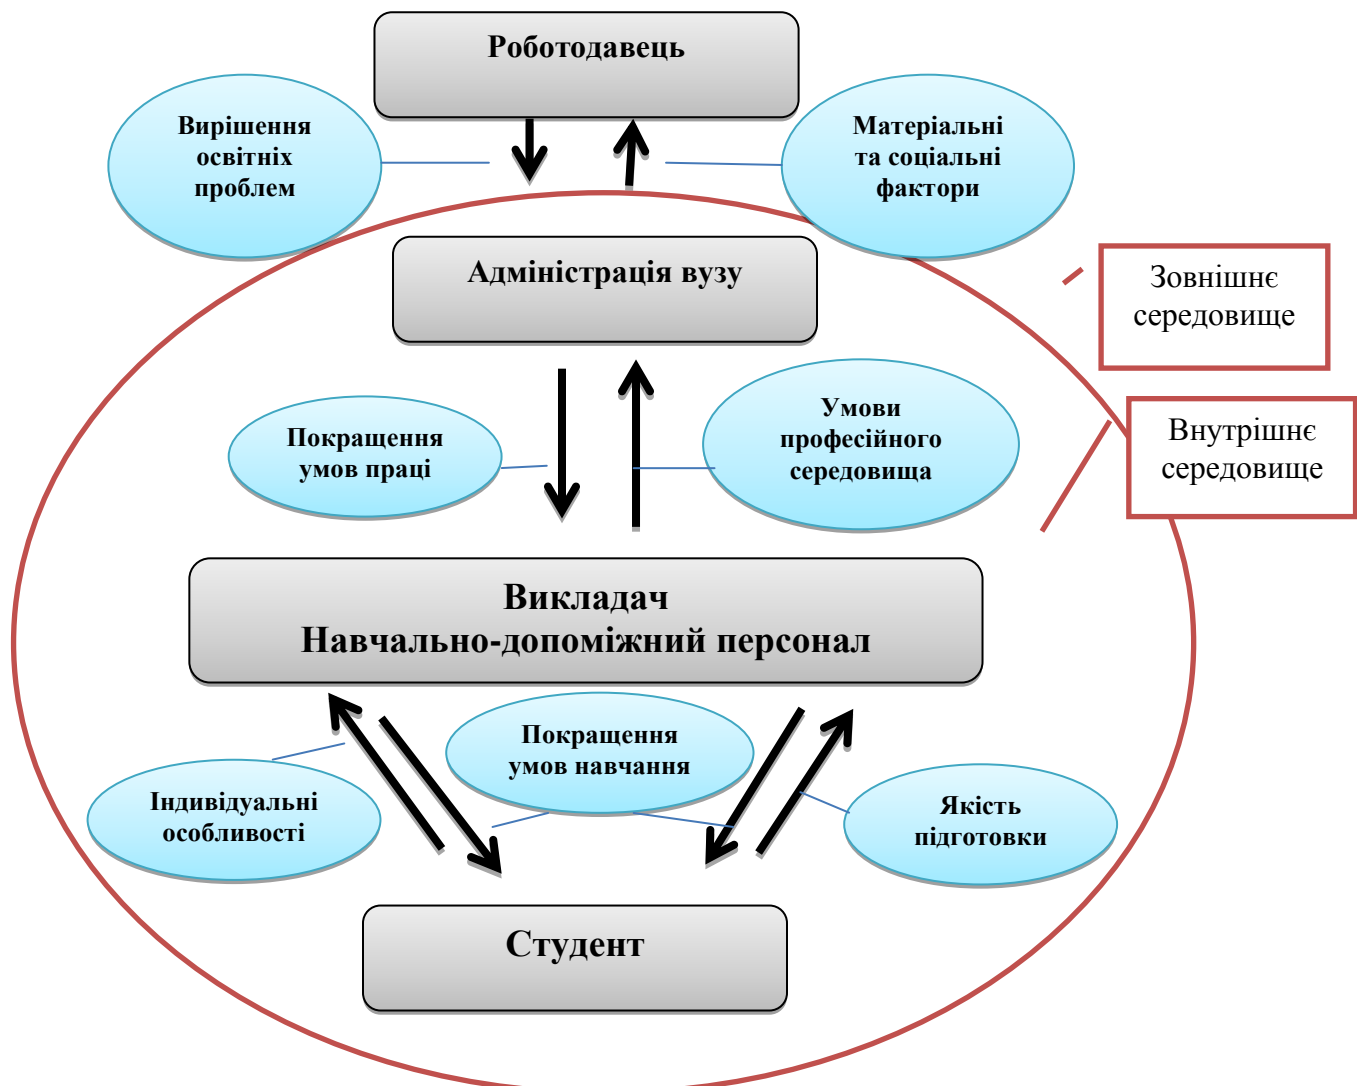 Роботодавець
Вирішення
освітніх
проблем
Матеріальні
та соціальні
фактори
Адміністрація вузу
Зовнішнє
середовище
Покращення
умов праці
Умови
професійного
середовища
Внутрішнє
середовище
Викладач
Навчально-допоміжний персонал
Покращення
умов навчання
Індивідуальні
особливості
Якість
підготовки
Студент